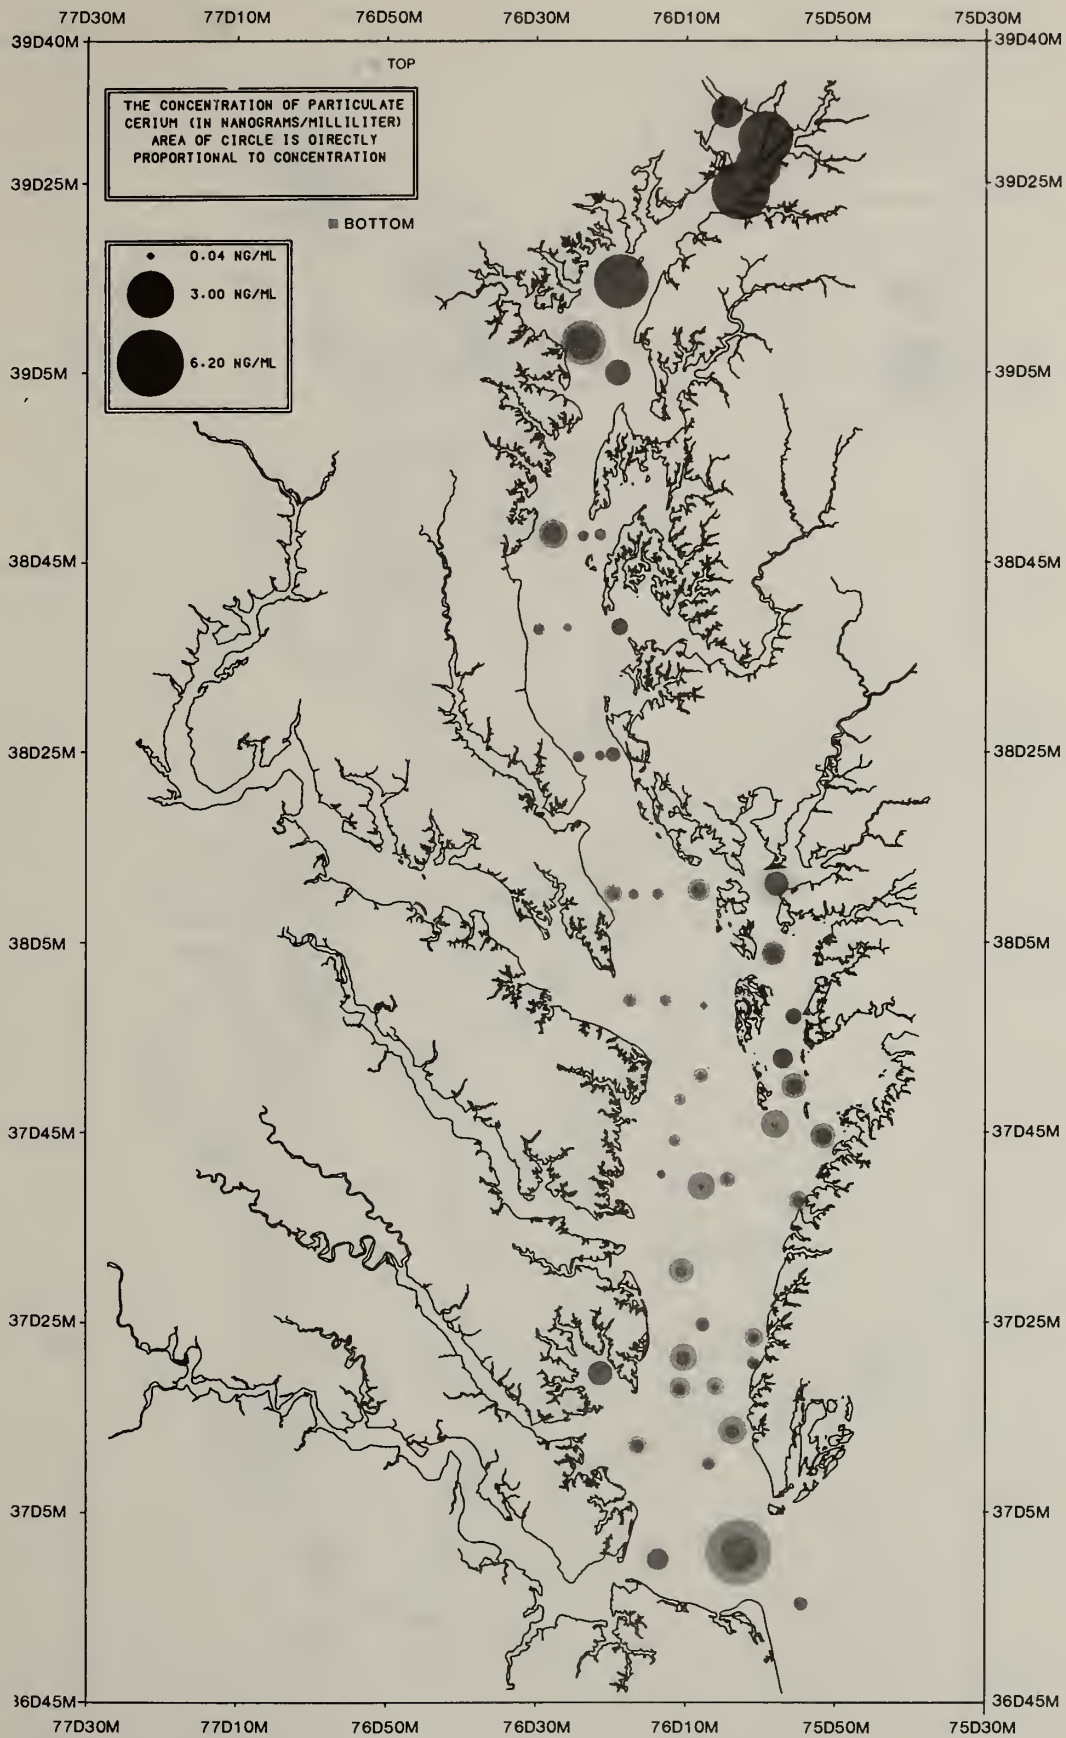 77D30M 77D10M 76D50M 76D30M 76D10M 75D50M 75D30M
39D40M 39D40M
TOP
THE CONCENTRATION OF PARTICULATE
CERIUM (IN NANOGRAMS/MILLILITER)
AREA OF CIRCLE IS OIRECTLY
PROPORTIONAL TO CONCENTRATION
39D25M 39D25M
BOTTOM
0.04 NG/ML
3.00 NG/ML
6.20 NG/ML
39D5M 39D5M
38D45M 38D45M
38D25M 38D25M
38D5M 38D5M
37D45M 37D45M
37D25M 37D25M
37D5M 37D5M
36D45M 36D45M
77D30M 77D10M 76D50M 76D30M 76D10M 75D50M 75D30M